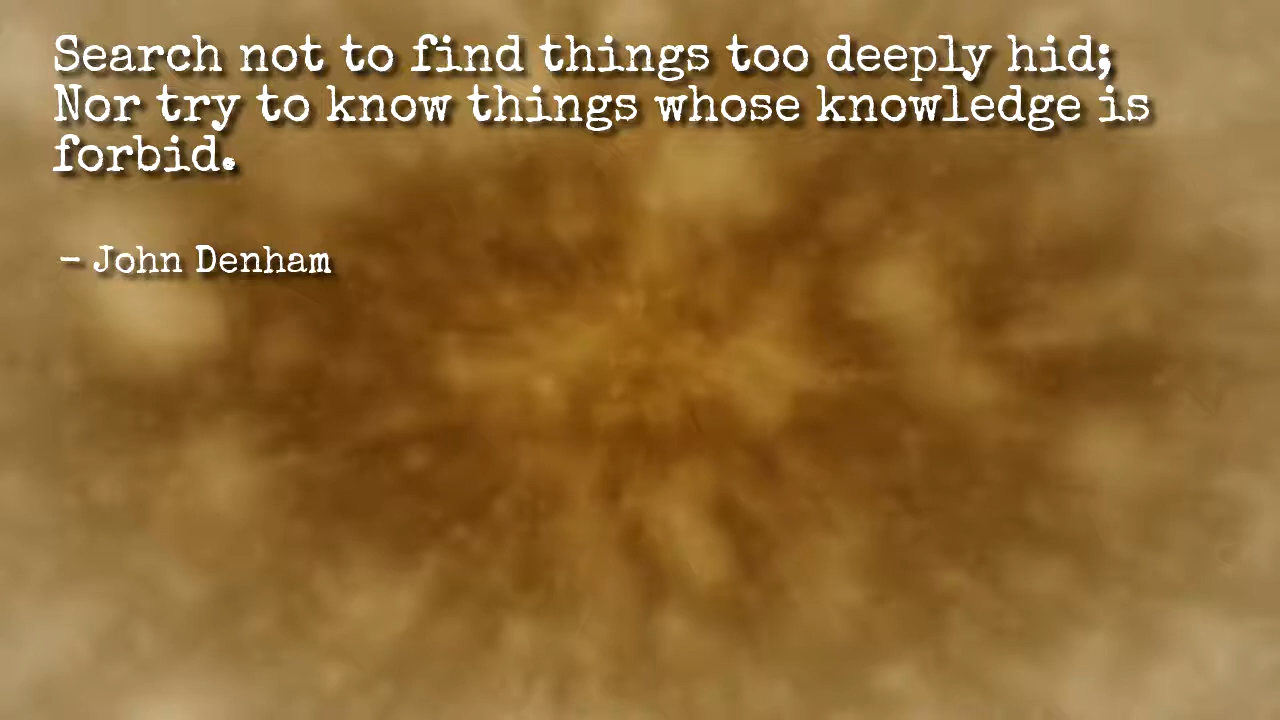 Search not to find things too deeply hid;
Nor try to know things whose knowledge is
forbid.
- John Denham